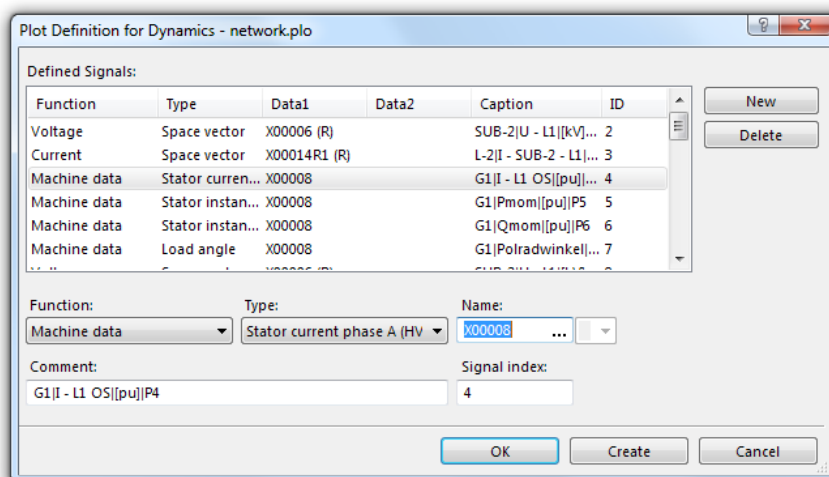 Plot Definition for Dynamics - network.plo
Defined Signals:
Function Type Data1 Data2 Caption ID
Voltage Space vector X00006 (R) SUB-2|U - L1|[kV]... 2
Current Space vector X00014R1 (R) L-2|I - SUB-2 - L1|... 3
Machine data Stator curren... X00008 G1|I - L1 OS|[pu]|... 4
Machine data Stator instan... X00008 G1|Pmom|[pu]|P5 5
Machine data Stator instan... X00008 G1|Qmom|[pu]|P6 6
Machine data Load angle X00008 G1|Polradwinkel|... 7
New
Delete
Function: Type: Name:
Machine data Stator current phase A (HV X00008 ...
Comment: Signal index:
G1|I - L1 OS|[pu]|P4 4
OK Create Cancel